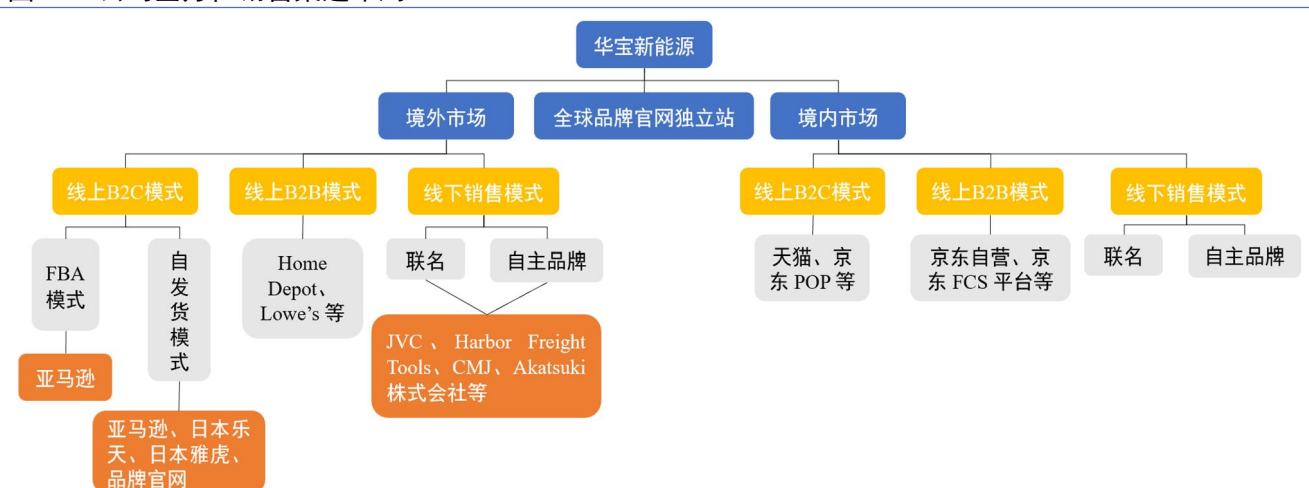 华宝新能源
境外市场
全球品牌官网独立站
境内市场
线上B2C模式
线上B2B模式
线下销售模式
线上B2C模式
线上B2B模式
线下销售模式
FBA
模式
自
发
货
模
式
Home
Depot、
Lowe’s 等
联名
自主品牌
天猫、京
东 POP 等
京东自营、京
东 FCS 平台等
联名
自主品牌
亚马逊
JVC 、 Harbor Freight
Tools、CMJ、Akatsuki
株式会社等
亚马逊、日本乐
天、日本雅虎、
品牌官网